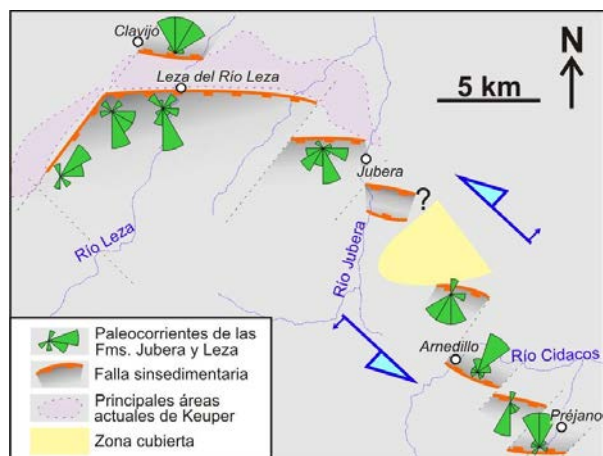 Clavijo
N
Leza del Río Leza
5 km
Jubera
?
Río Leza
Río Jubera
Arnedillo
Río Cidacos
Préjano
Paleocorrientes de las
Fms. Jubera y Leza
Falla sinsedimentaria
Principales áreas
actuales de Keuper
Zona cubierta